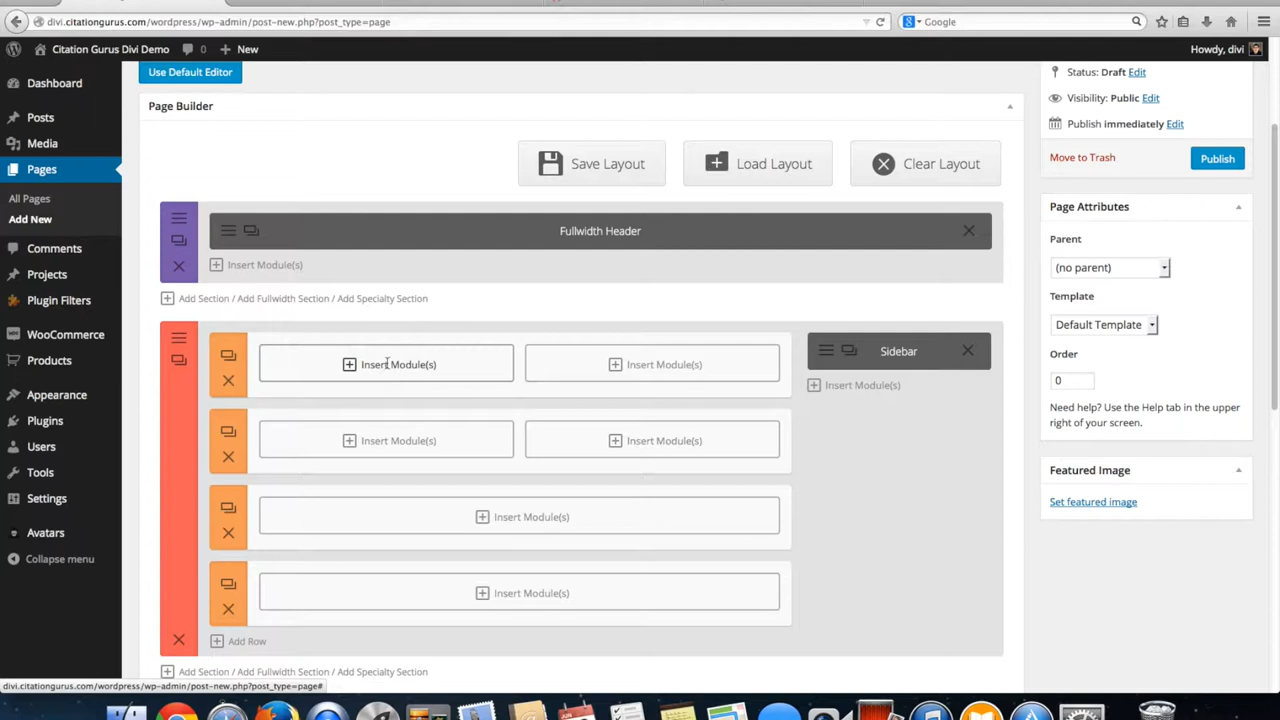 divi.citationgurus.com/wordpress/wp-admin/post-new.php?post_type=page
Google
Citation Gurus Divi Demo
0
New
Howdy, divi
Dashboard
Posts
Media
Pages
All Pages
Add New
Comments
Projects
Plugin Filters
WooCommerce
Products
Appearance
Plugins
Users
Tools
Settings
Avatars
Collapse menu
Use Default Editor
Page Builder
Save Layout
Load Layout
Clear Layout
Fullwidth Header
Insert Module(s)
Add Section / Add Fullwidth Section / Add Specialty Section
Insert Module(s)
Insert Module(s)
Sidebar
Insert Module(s)
Insert Module(s)
Insert Module(s)
Insert Module(s)
Insert Module(s)
Add Row
Add Section / Add Fullwidth Section / Add Specialty Section
Status: Draft Edit
Visibility: Public Edit
Publish immediately Edit
Move to Trash
Publish
Page Attributes
Parent
(no parent)
Template
Default Template
Order
0
Need help? Use the Help tab in the upper
right of your screen.
Featured Image
Set featured image
divi.citationgurus.com/wordpress/wp-admin/post-new.php?post_type=page#